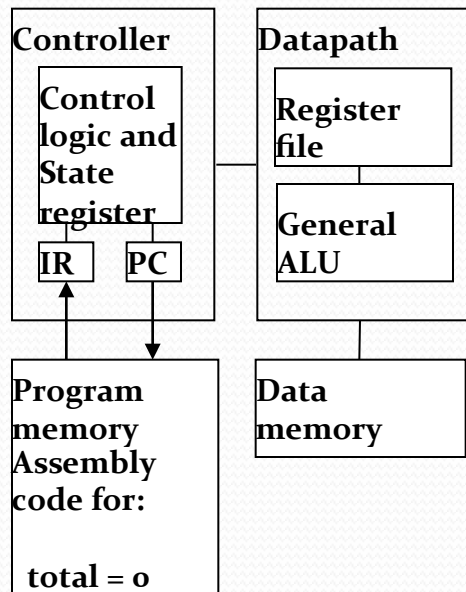 Controller
Control
logic and
State
register
IR
PC
Datapath
Register
file
General
ALU
Program
memory
Assembly
code for:
total = 0
Data
memory